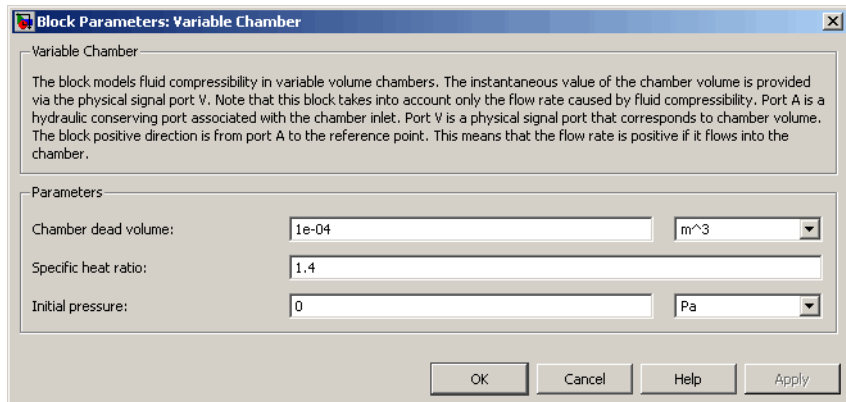 Block Parameters: Variable Chamber
Variable Chamber
The block models fluid compressibility in variable volume chambers. The instantaneous value of the chamber volume is provided
via the physical signal port V. Note that this block takes into account only the flow rate caused by fluid compressibility. Port A is a
hydraulic conserving port associated with the chamber inlet. Port V is a physical signal port that corresponds to chamber volume.
The block positive direction is from port A to the reference point. This means that the flow rate is positive if it flows into the
chamber.
Parameters
Chamber dead volume: 1e-04 m^3
Specific heat ratio: 1.4
Initial pressure: 0 Pa
OK Cancel Help Apply